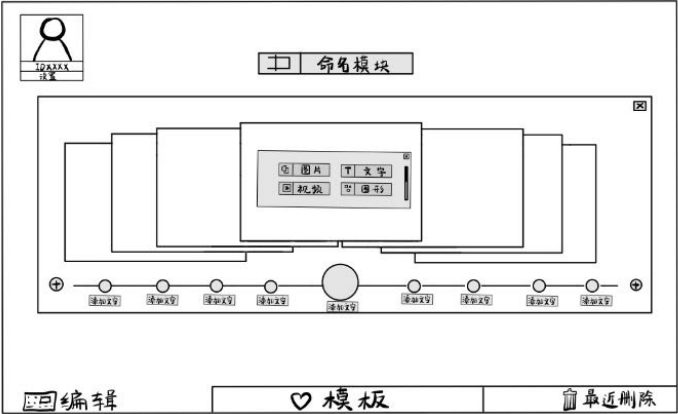 IDXXXX
设置
命名模块
图片
T 文字
视频
图形
添加文字
添加文字
添加文字
添加文字
添加文字
添加文字
添加文字
添加文字
添加文字
编辑
模板
最近删除